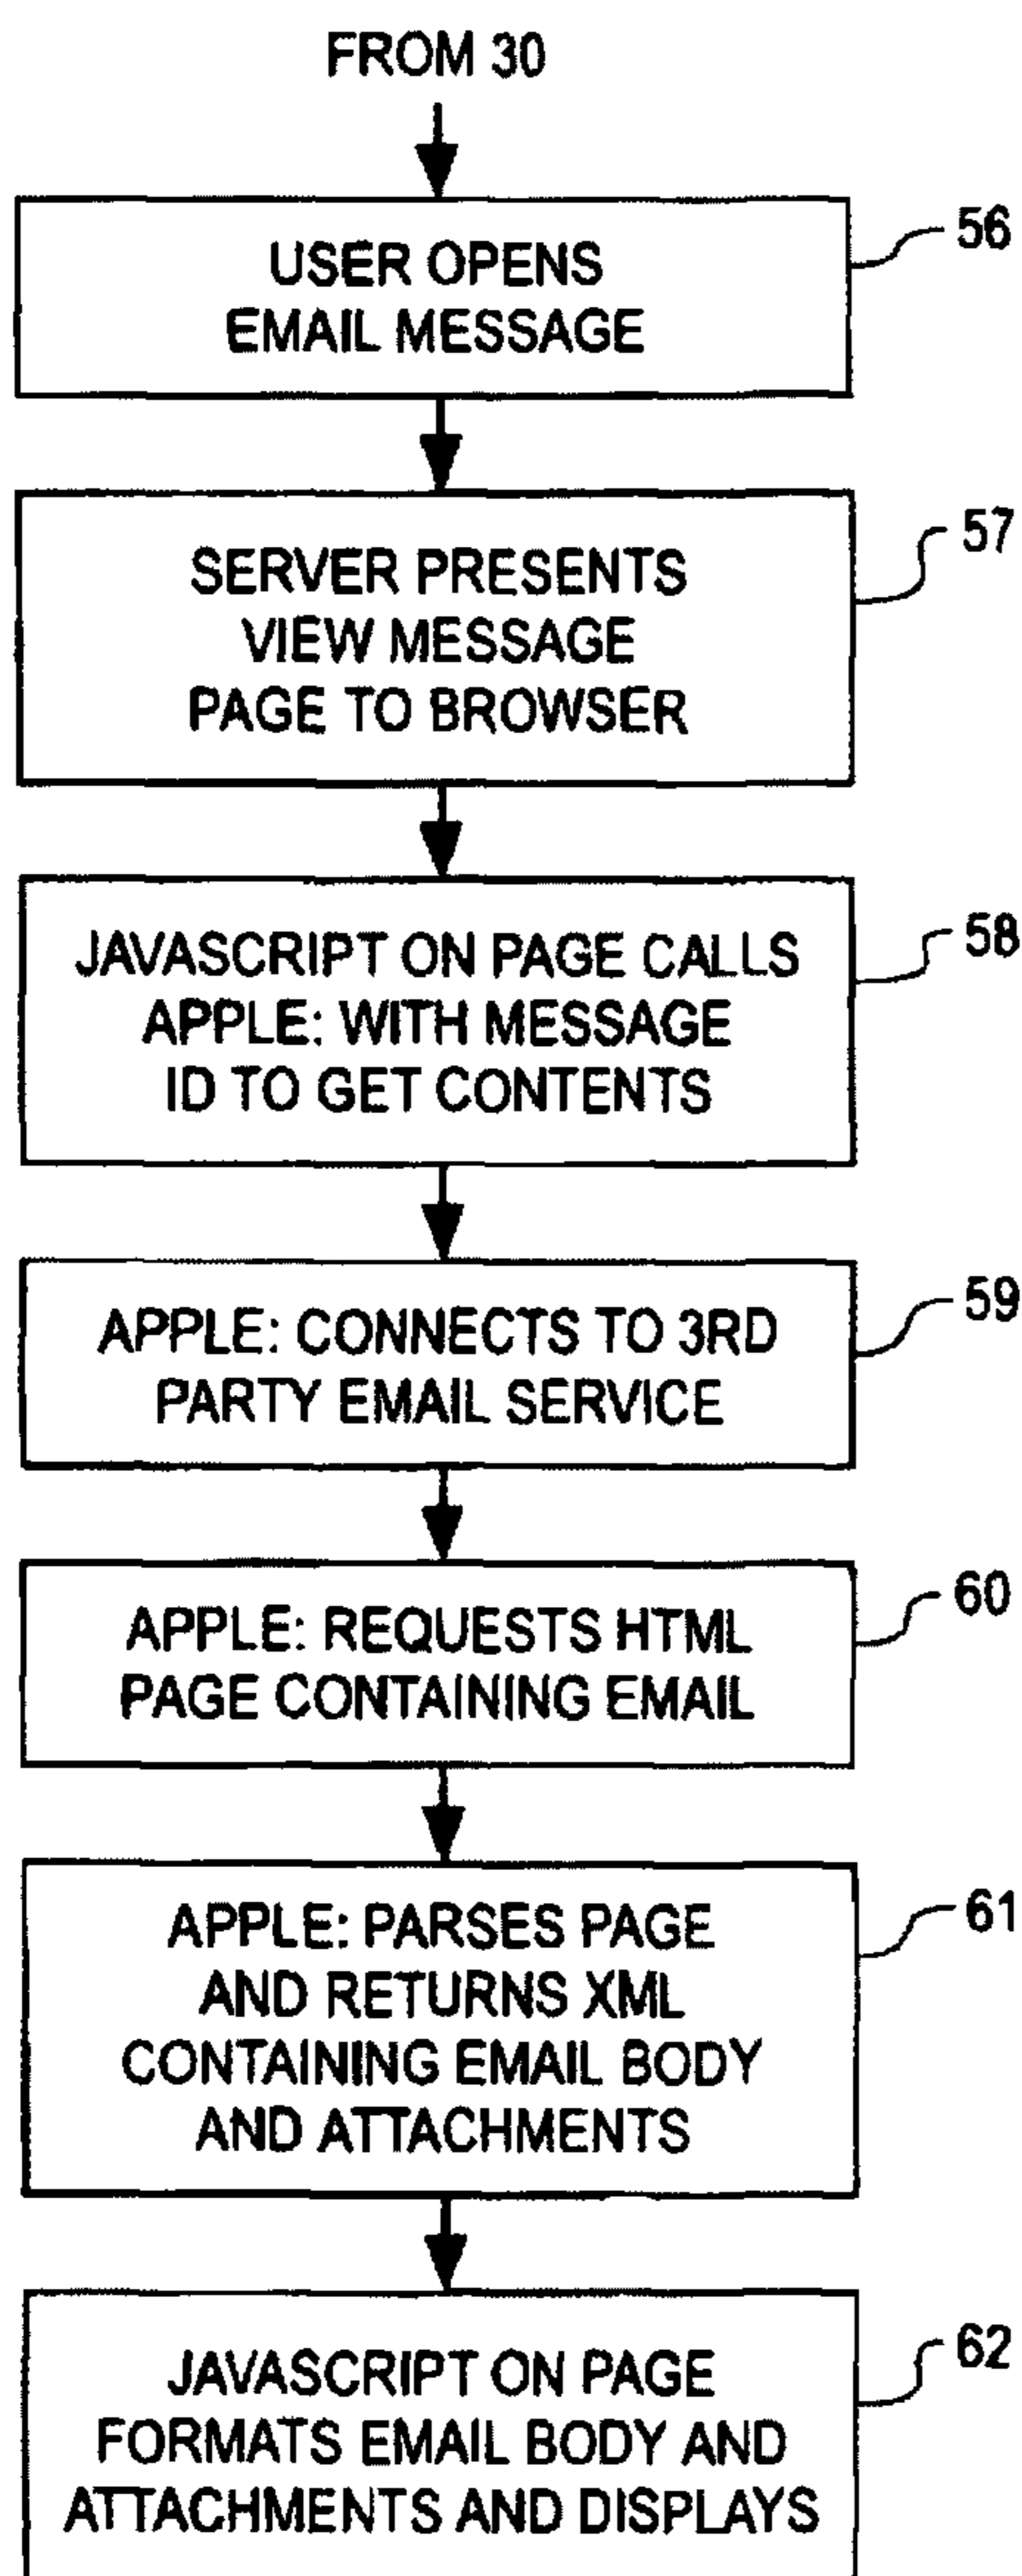 FROM 30
USER OPENS
EMAIL MESSAGE
56
SERVER PRESENTS
VIEW MESSAGE
PAGE TO BROWSER
57
JAVASCRIPT ON PAGE CALLS
APPLE: WITH MESSAGE
ID TO GET CONTENTS
58
APPLE: CONNECTS TO 3RD
PARTY EMAIL SERVICE
59
APPLE: REQUESTS HTML
PAGE CONTAINING EMAIL
60
APPLE: PARSES PAGE
AND RETURNS XML
CONTAINING EMAIL BODY
AND ATTACHMENTS
61
JAVASCRIPT ON PAGE
FORMATS EMAIL BODY AND
ATTACHMENTS AND DISPLAYS
62